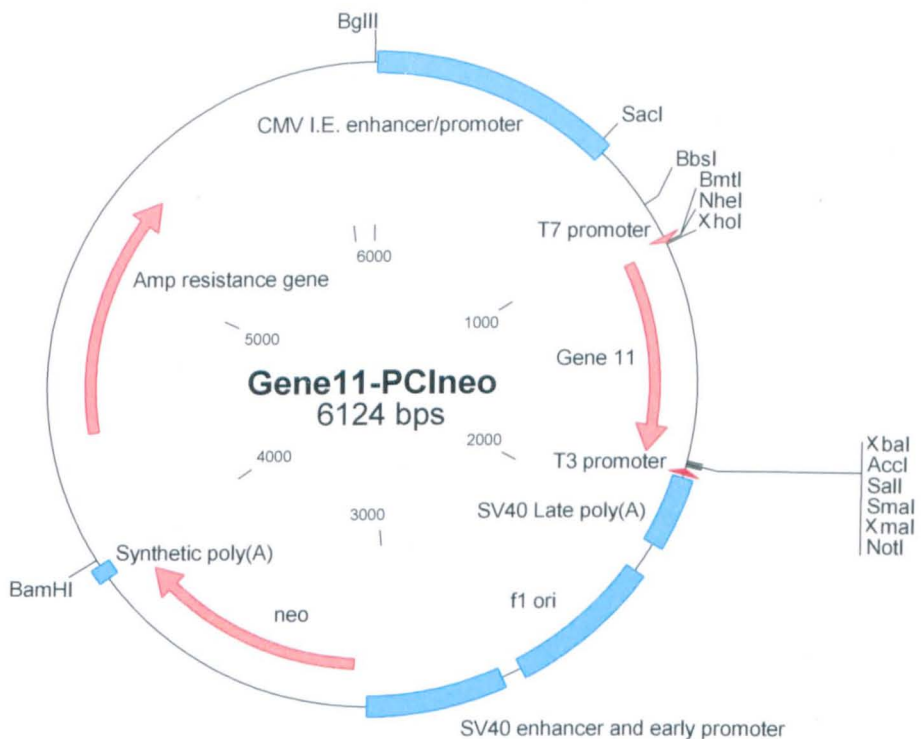 BglII
CMV I.E. enhancer/promoter
SacI
BbsI
BmtI
NheI
XhoI
T7 promoter
6000
Amp resistance gene
5000
1000
Gene 11
Gene11-PCIneo
6124 bps
2000
4000
3000
T3 promoter
XbaI
AccI
SalI
SmaI
XmaI
NotI
SV40 Late poly(A)
Synthetic poly(A)
BamHI
neo
f1 ori
SV40 enhancer and early promoter